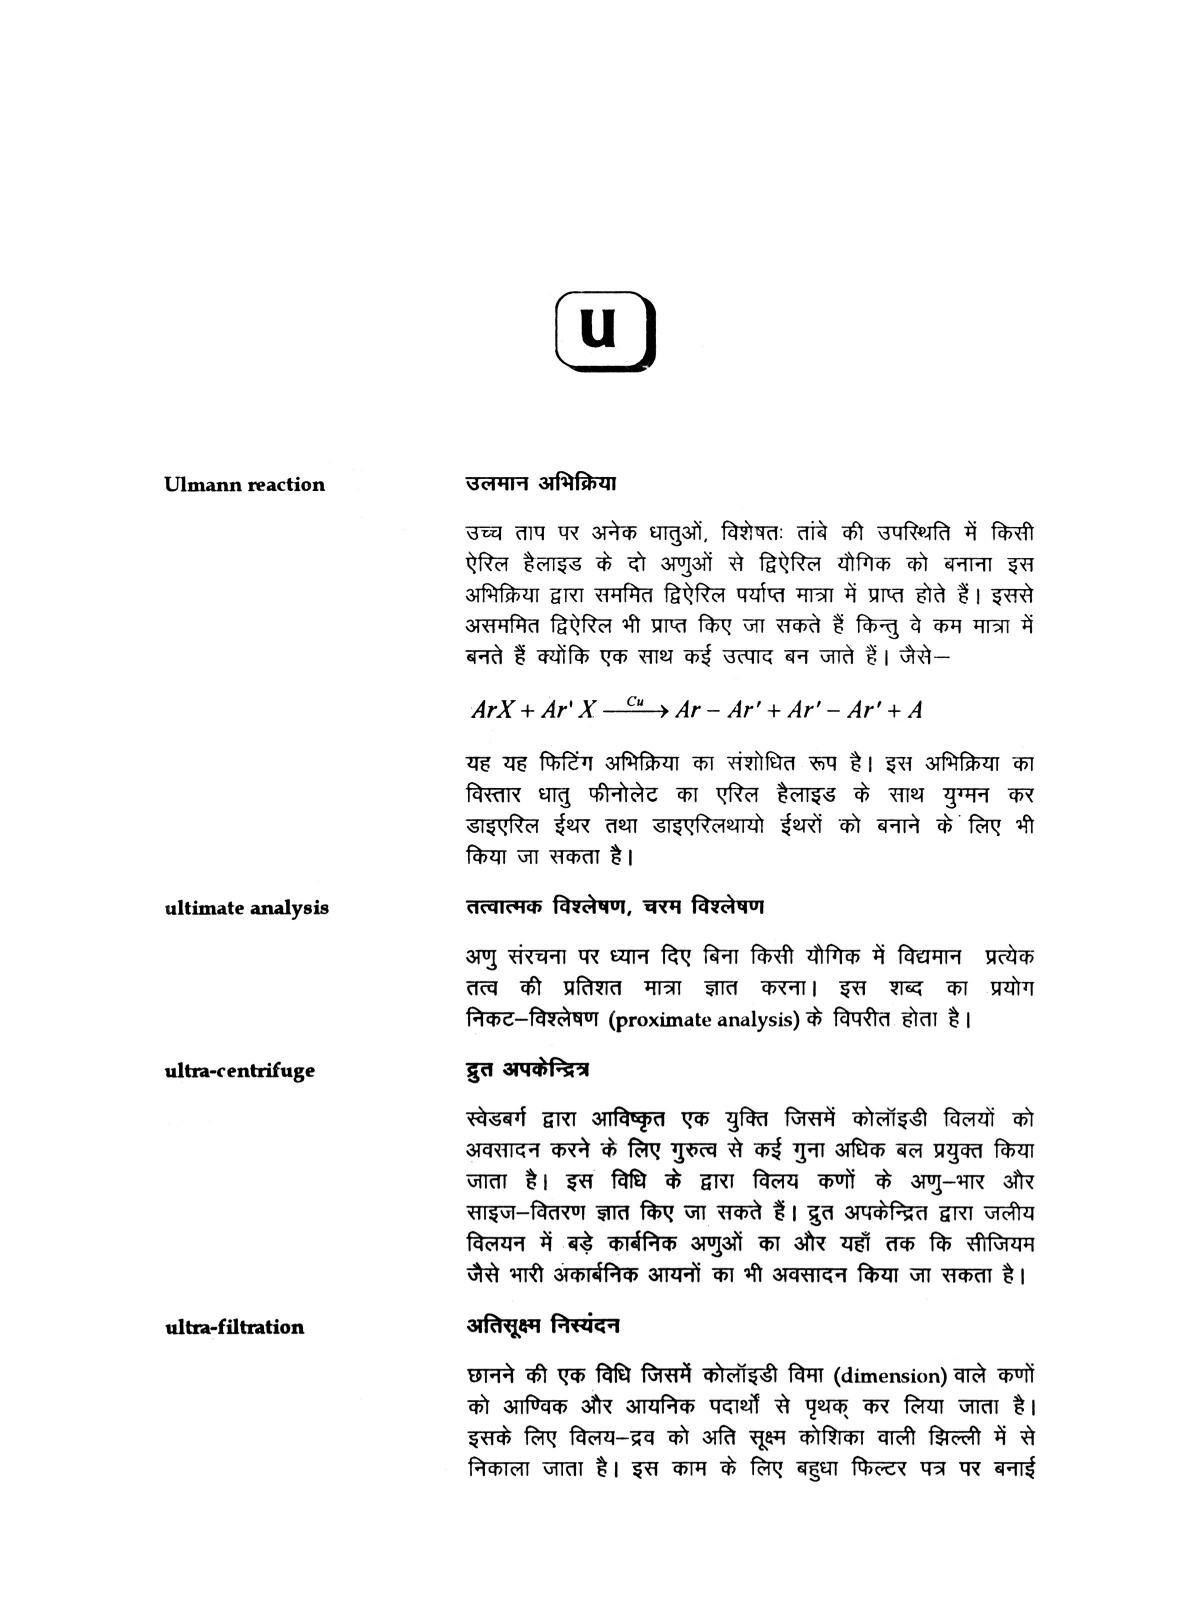 u
Ulmann reaction
उलमान अभिक्रिया
उच्च ताप पर अनेक धातुओं, विशेषतः तांबे की उपस्थिति में किसी
ऐरिल हैलाइड के दो अणुओं से द्विऐरिल यौगिक को बनाना इस
अभिक्रिया द्वारा सममित द्विऐरिल पर्याप्त मात्रा में प्राप्त होते हैं। इससे
असममित द्विऐरिल भी प्राप्त किए जा सकते हैं किन्तु वे कम मात्रा में
बनते हैं क्योंकि एक साथ कई उत्पाद बन जाते हैं। जैसे–
ArX + Ar' X —Cu→ Ar – Ar′ + Ar′ – Ar′ + A
यह यह फिटिंग अभिक्रिया का संशोधित रूप है। इस अभिक्रिया का
विस्तार धातु फीनोलेट का एरिल हैलाइड के साथ युग्मन कर
डाइएरिल ईथर तथा डाइएरिलथायो ईथरों को बनाने के लिए भी
किया जा सकता है।
ultimate analysis
तत्वात्मक विश्लेषण, चरम विश्लेषण
अणु संरचना पर ध्यान दिए बिना किसी यौगिक में विद्यमान प्रत्येक
तत्व की प्रतिशत मात्रा ज्ञात करना। इस शब्द का प्रयोग
निकट–विश्लेषण (proximate analysis) के विपरीत होता है।
ultra-centrifuge
द्रुत अपकेन्द्रित्र
स्वेडबर्ग द्वारा आविष्कृत एक युक्ति जिसमें कोलॉइडी विलयों को
अवसादन करने के लिए गुरुत्व से कई गुना अधिक बल प्रयुक्त किया
जाता है। इस विधि के द्वारा विलय कणों के अणु–भार और
साइज–वितरण ज्ञात किए जा सकते हैं। द्रुत अपकेन्द्रित द्वारा जलीय
विलयन में बड़े कार्बनिक अणुओं का और यहाँ तक कि सीजियम
जैसे भारी अकार्बनिक आयनों का भी अवसादन किया जा सकता है।
ultra-filtration
अतिसूक्ष्म निस्यंदन
छानने की एक विधि जिसमें कोलॉइडी विमा (dimension) वाले कणों
को आण्विक और आयनिक पदार्थों से पृथक् कर लिया जाता है।
इसके लिए विलय–द्रव को अति सूक्ष्म कोशिका वाली झिल्ली में से
निकाला जाता है। इस काम के लिए बहुधा फिल्टर पत्र पर बनाई